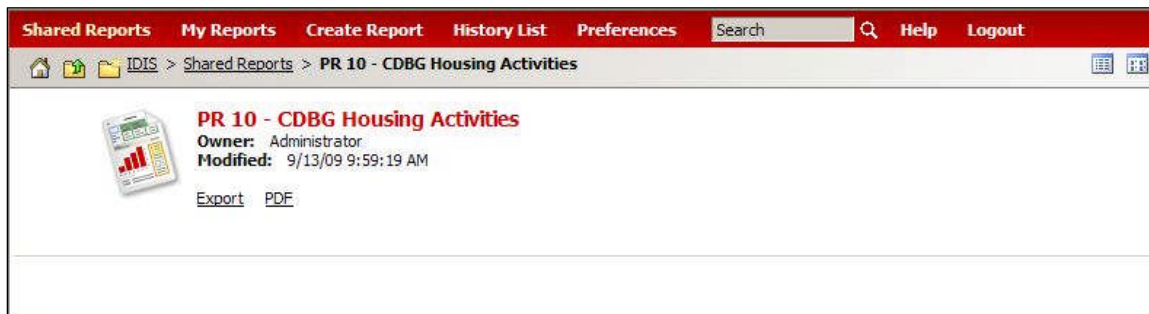 Shared Reports My Reports Create Report History List Preferences Search Help Logout
IDIS > Shared Reports > PR 10 - CDBG Housing Activities
PR 10 - CDBG Housing Activities
Owner: Administrator
Modified: 9/13/09 9:59:19 AM
Export PDF